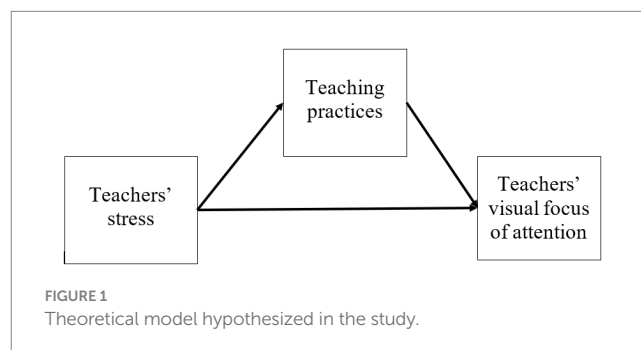 Teaching
practices
Teachers’
stress
Teachers’
visual focus
of attention
FIGURE 1
Theoretical model hypothesized in the study.